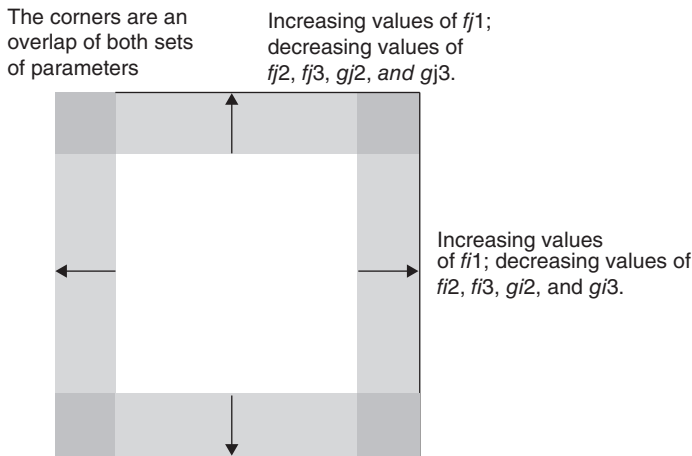 The corners are an
overlap of both sets
of parameters
Increasing values of fj1;
decreasing values of
fj2, fj3, gj2, and gj3.
Increasing values
of fi1; decreasing values of
fi2, fi3, gi2, and gi3.